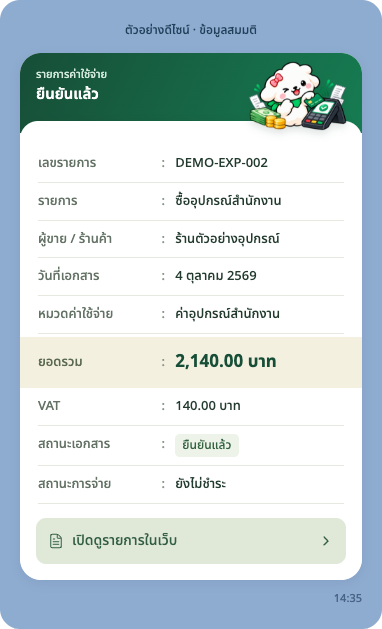 ตัวอย่างดีไซน์ · ข้อมูลสมมติ
รายการค่าใช้จ่าย
ยืนยันแล้ว
เลขรายการ : DEMO-EXP-002
รายการ : ซื้ออุปกรณ์สำนักงาน
ผู้ขาย / ร้านค้า : ร้านตัวอย่างอุปกรณ์
วันที่เอกสาร : 4 ตุลาคม 2569
หมวดค่าใช้จ่าย : ค่าอุปกรณ์สำนักงาน
ยอดรวม : 2,140.00 บาท
VAT : 140.00 บาท
สถานะเอกสาร : ยืนยันแล้ว
สถานะการจ่าย : ยังไม่ชำระ
เปิดดูรายการในเว็บ
14:35